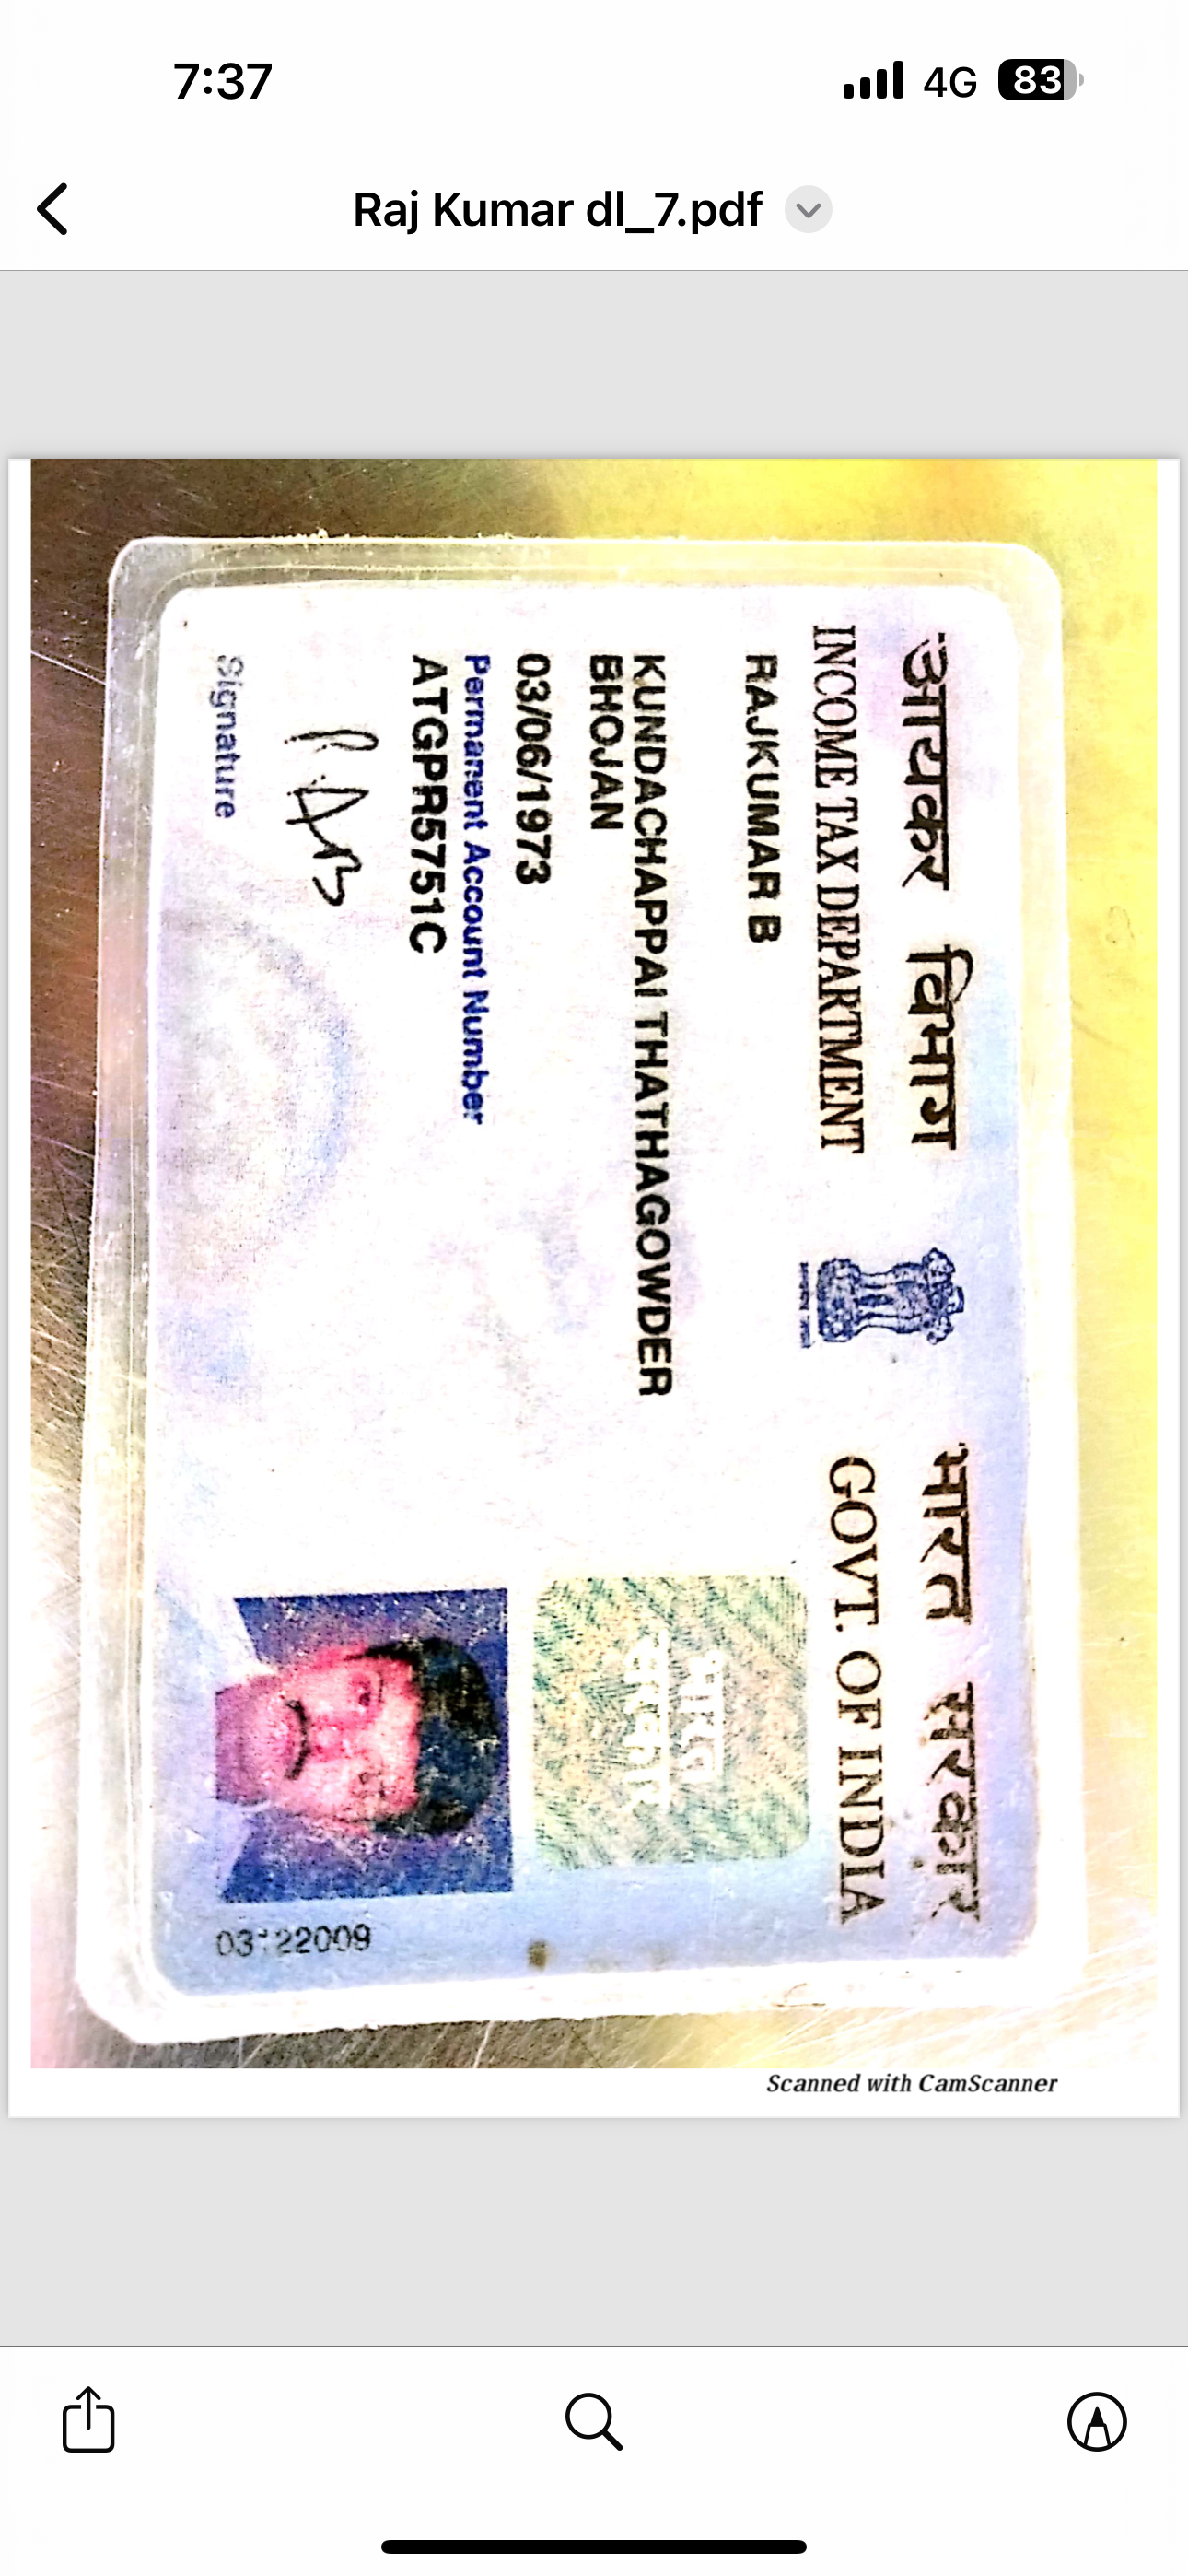 7:37
4G
83
Raj Kumar dl_7.pdf
आयकर विभाग
INCOME TAX DEPARTMENT
भारत सरकार
GOVT. OF INDIA
RAJKUMAR B
KUNDACHAPPAI THATHAGOWDER
BHOJAN
03/06/1973
Permanent Account Number
ATGPR5751C
Signature
भारत
सरकार
Scanned with CamScanner